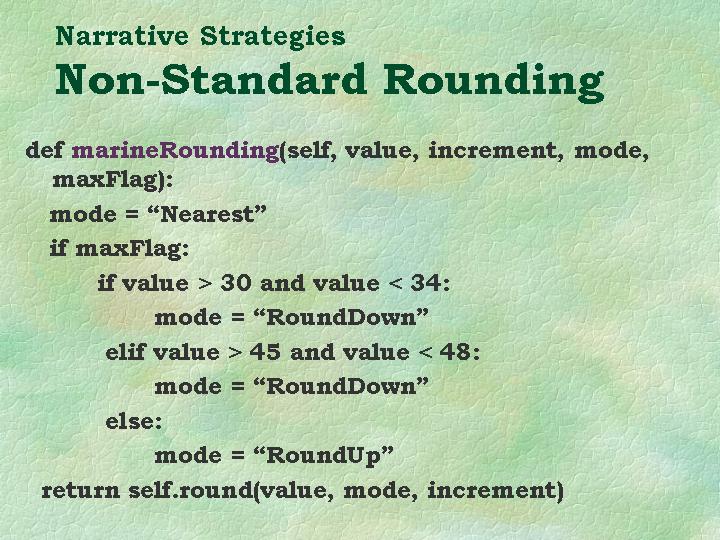 Narrative Strategies
Non-Standard Rounding
def marineRounding(self, value, increment, mode,
maxFlag):
mode = “Nearest”
if maxFlag:
if value > 30 and value < 34:
mode = “RoundDown”
elif value > 45 and value < 48:
mode = “RoundDown”
else:
mode = “RoundUp”
return self.round(value, mode, increment)